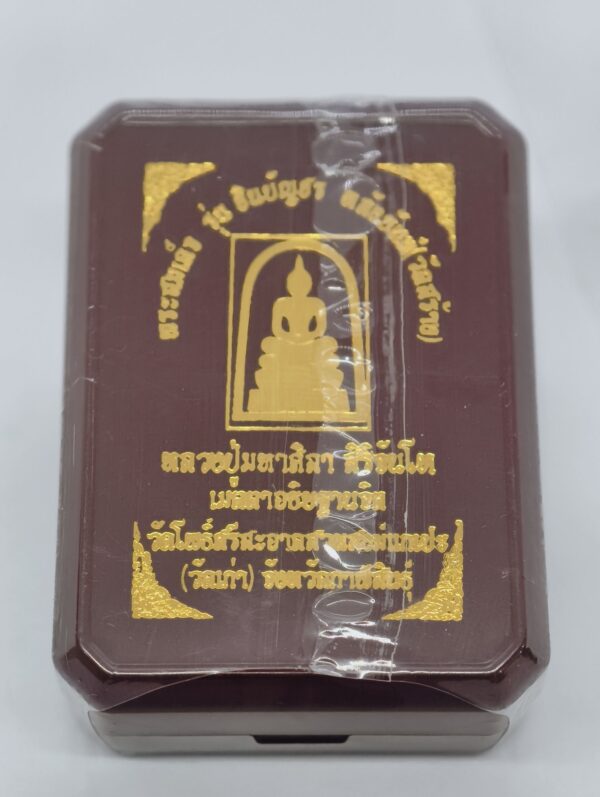 พระสมเด็จ รุ่น ชินบัญชร
หลวงปู่มหาศิลา สิริจันโท
เมตตาอธิษฐานจิต
วัดโพธิ์ศรีสะอาด
(วัดเก่า) จังหวัดกาฬสินธุ์